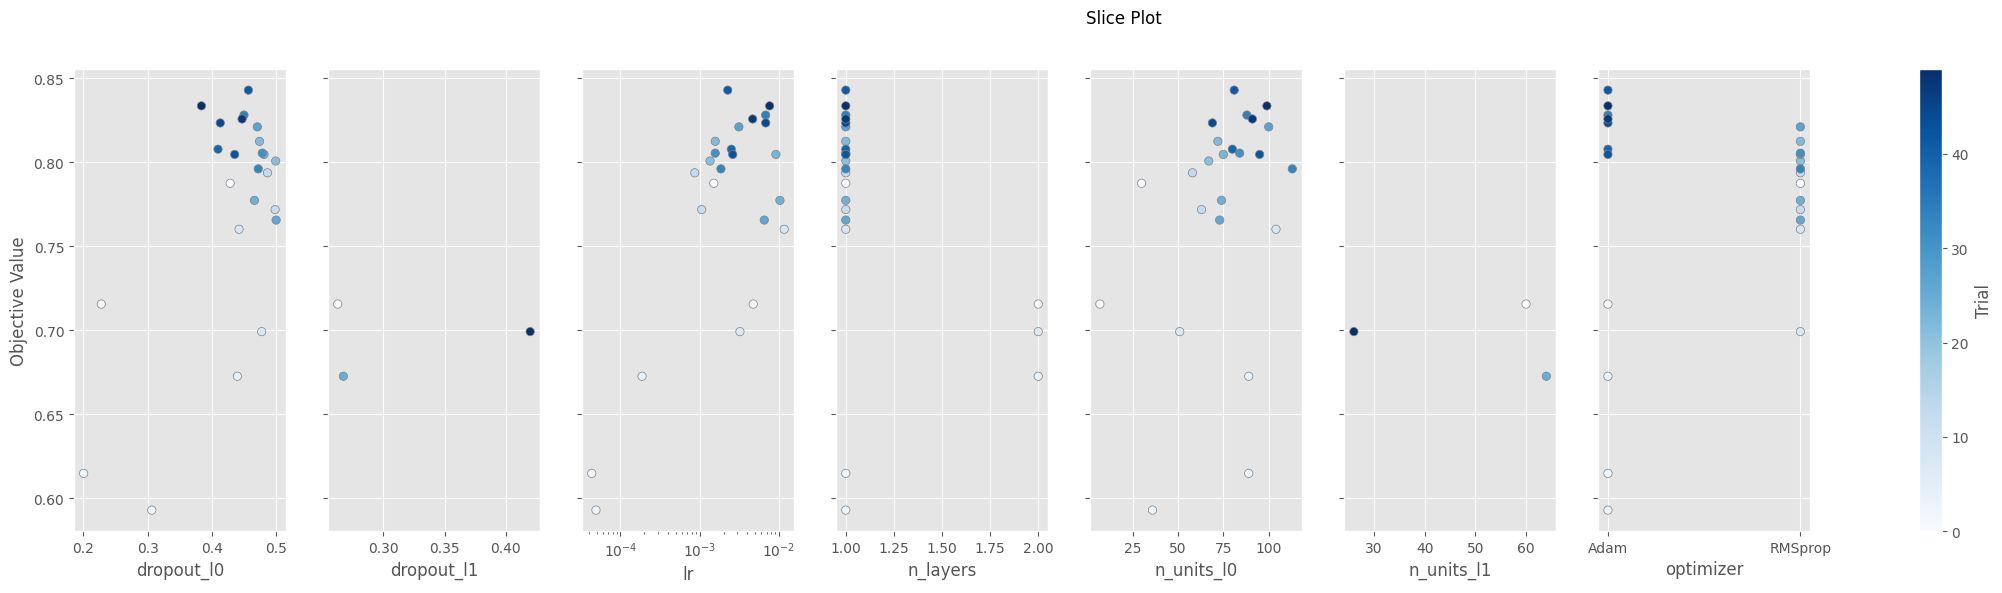 Slice Plot
Objective Value
0.85
0.80
0.75
0.70
0.65
0.60
0.2 0.3 0.4 0.5
dropout_l0
0.30 0.35 0.40
dropout_l1
10⁻⁴ 10⁻³ 10⁻²
lr
1.00 1.25 1.50 1.75 2.00
n_layers
25 50 75 100
n_units_l0
30 40 50 60
n_units_l1
Adam RMSprop
optimizer
40
30
20
10
0
Trial